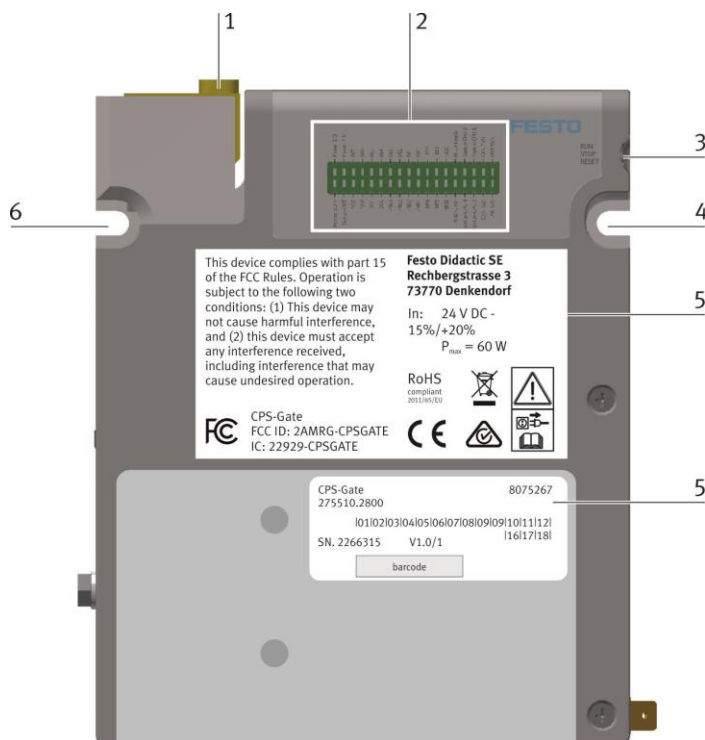 1
2
FESTO
RUN
STOP
RESET
3
6
4
This device complies with part 15
of the FCC Rules. Operation is
subject to the following two
conditions: (1) This device may
not cause harmful interference,
and (2) this device must accept
any interference received,
including interference that may
cause undesired operation.
FC
CPS-Gate
FCC ID: 2AMRG-CPSGATE
IC: 22929-CPSGATE
Festo Didactic SE
Rechbergstrasse 3
73770 Denkendorf
In: 24 V DC -
15%/+20%
Pmax = 60 W
RoHS
compliant
2011/65/EU
CE
5
CPS-Gate 8075267
275510.2800
|01|02|03|04|05|06|07|08|09|09|10|11|12|
|16|17|18|
SN. 2266315 V1.0/1
barcode
5